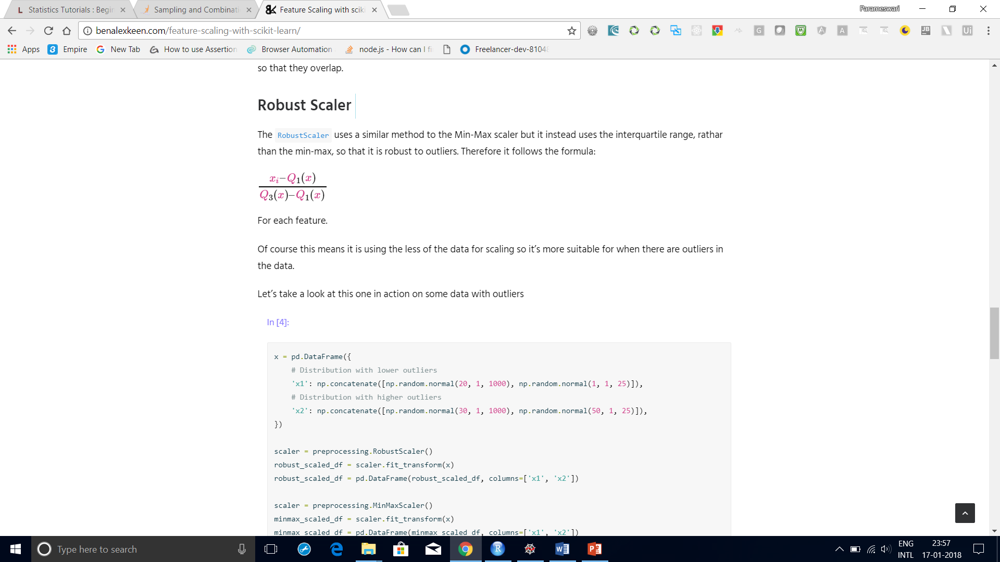 Statistics Tutorials : Begin
Sampling and Combinati
Feature Scaling with scik
Parameswari
benalexkeen.com/feature-scaling-with-scikit-learn/
Apps
Empire
New Tab
How to use Assertion
Browser Automation
node.js - How can I fi
Freelancer-dev-81048
so that they overlap.
Robust Scaler
The RobustScaler uses a similar method to the Min-Max scaler but it instead uses the interquartile range, rathar
than the min-max, so that it is robust to outliers. Therefore it follows the formula:
xᵢ–Q₁(x)
Q₃(x)–Q₁(x)
For each feature.
Of course this means it is using the less of the data for scaling so it’s more suitable for when there are outliers in
the data.
Let’s take a look at this one in action on some data with outliers
In [4]:
x = pd.DataFrame({
# Distribution with lower outliers
'x1': np.concatenate([np.random.normal(20, 1, 1000), np.random.normal(1, 1, 25)]),
# Distribution with higher outliers
'x2': np.concatenate([np.random.normal(30, 1, 1000), np.random.normal(50, 1, 25)]),
})
scaler = preprocessing.RobustScaler()
robust_scaled_df = scaler.fit_transform(x)
robust_scaled_df = pd.DataFrame(robust_scaled_df, columns=['x1', 'x2'])
scaler = preprocessing.MinMaxScaler()
minmax_scaled_df = scaler.fit_transform(x)
minmax_scaled_df = pd.DataFrame(minmax_scaled_df, columns=['x1', 'x2'])
Type here to search
ENG
INTL
23:57
17-01-2018